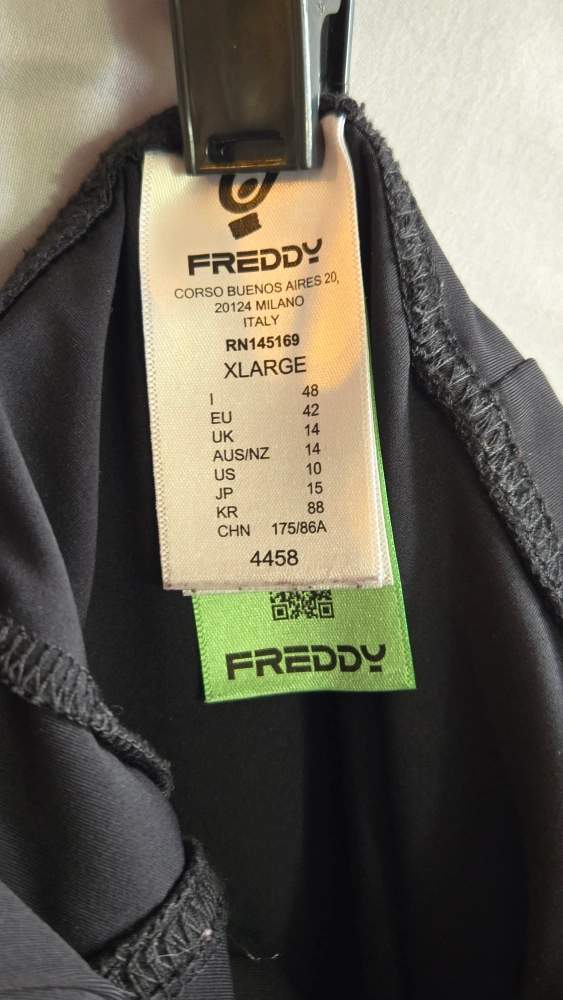 FREDDY
CORSO BUENOS AIRES 20,
20124 MILANO
ITALY
RN145169
XLARGE
I 48
EU 42
UK 14
AUS/NZ 14
US 10
JP 15
KR 88
CHN 175/86A
4458
FREDDY